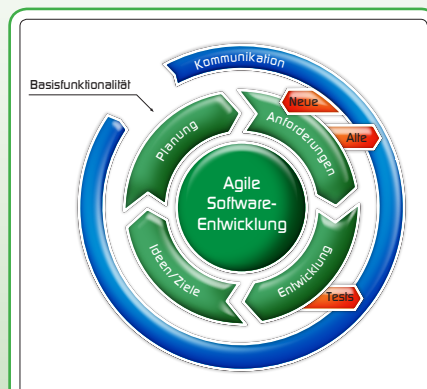 Kommunikation
Basisfunktionalität
Neue
Planung
Anforderungen
Alte
Agile
Software-
Entwicklung
Ideen/Ziele
Entwicklung
Tests